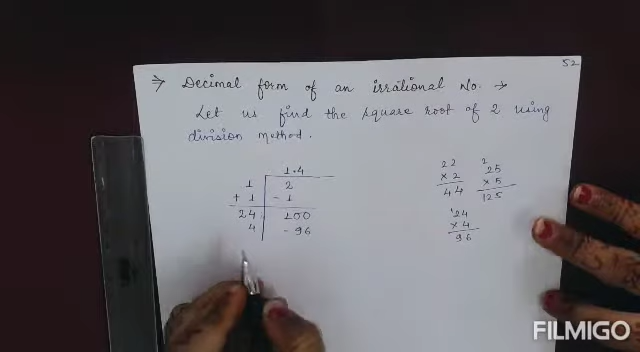 52
⇒ Decimal form of an irrational No. →
Let us find the square root of 2 using
division method.
1.4
1 2
+ 1 - 1
24 100
4 - 96
22
x 2
44
2
25
x 5
125
1
24
x 4
96
FILMIGO